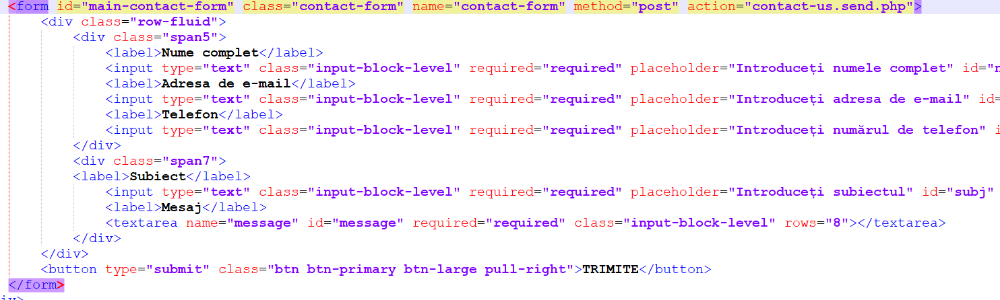 <form id="main-contact-form" class="contact-form" name="contact-form" method="post" action="contact-us.send.php">
<div class="row-fluid">
<div class="span5">
<label>Nume complet</label>
<input type="text" class="input-block-level" required="required" placeholder="Introduceți numele complet" id="
<label>Adresa de e-mail</label>
<input type="text" class="input-block-level" required="required" placeholder="Introduceți adresa de e-mail" id=
<label>Telefon</label>
<input type="text" class="input-block-level" required="required" placeholder="Introduceți numărul de telefon" i
</div>
<div class="span7">
<label>Subiect</label>
<input type="text" class="input-block-level" required="required" placeholder="Introduceți subiectul" id="subj"
<label>Mesaj</label>
<textarea name="message" id="message" required="required" class="input-block-level" rows="8"></textarea>
</div>
</div>
<button type="submit" class="btn btn-primary btn-large pull-right">TRIMITE</button>
</form>